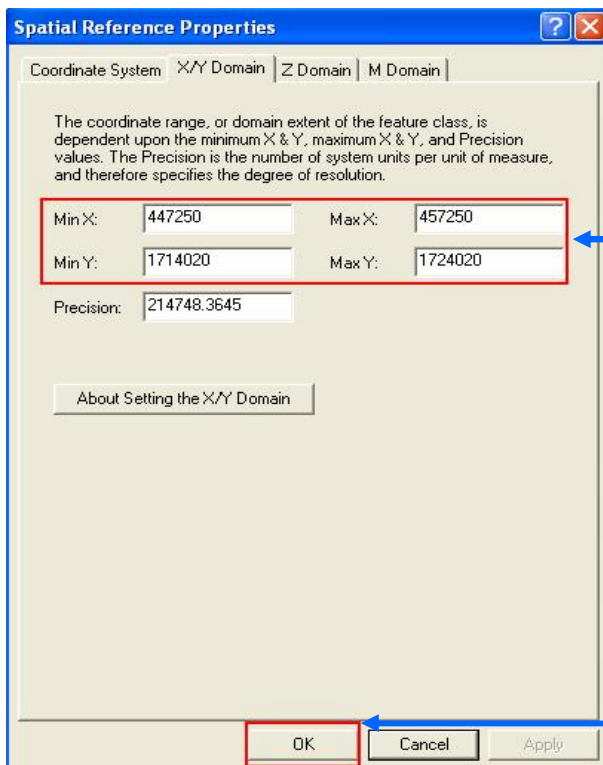 Spatial Reference Properties
Coordinate System X/Y Domain Z Domain M Domain
The coordinate range, or domain extent of the feature class, is
dependent upon the minimum X & Y, maximum X & Y, and Precision
values. The Precision is the number of system units per unit of measure,
and therefore specifies the degree of resolution.
Min X: 447250 Max X: 457250
Min Y: 1714020 Max Y: 1724020
Precision: 214748.3645
About Setting the X/Y Domain
OK Cancel Apply